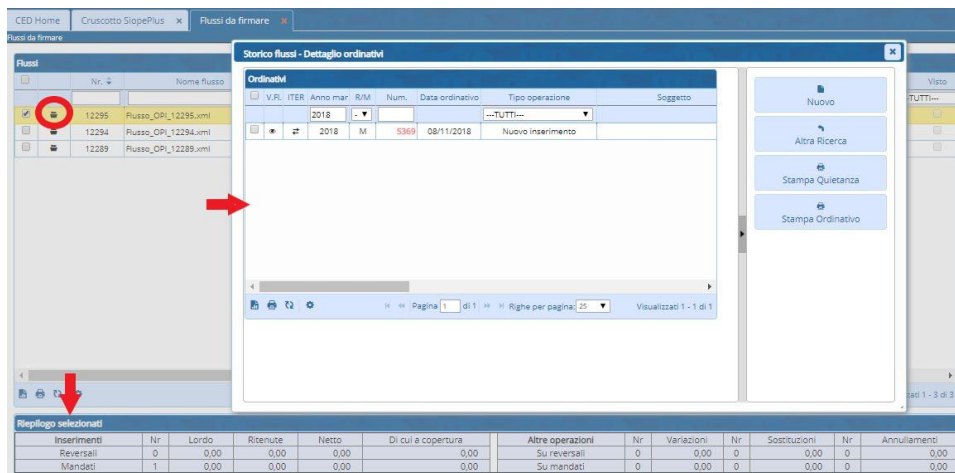 CED Home Cruscotto SiopePlus × Flussi da firmare ×
Flussi da firmare
Flussi
Nr. Nome flusso Visto
---TUTTI---
12295 Flusso_OPI_12295.xml
12294 Flusso_OPI_12294.xml
12289 Flusso_OPI_12289.xml
Storico flussi - Dettaglio ordinativi
Ordinativi
V.Fl. ITER Anno mar R/M Num. Data ordinativo Tipo operazione Soggetto
2018 - ---TUTTI---
2018 M 5369 08/11/2018 Nuovo inserimento
Pagina 1 di 1 Righe per pagina: 25 Visualizzati 1 - 1 di 1
Nuovo
Altra Ricerca
Stampa Quietanza
Stampa Ordinativo
zati 1 - 3 di 3
Riepilogo selezionati
Inserimenti Nr Lordo Ritenute Netto Di cui a copertura Altre operazioni Nr Variazioni Nr Sostituzioni Nr Annullamenti
Reversali 0 0,00 0,00 0,00 0,00 Su reversali 0 0,00 0 0,00 0 0,00
Mandati 1 0,00 0,00 0,00 0,00 Su mandati 0 0,00 0 0,00 0 0,00